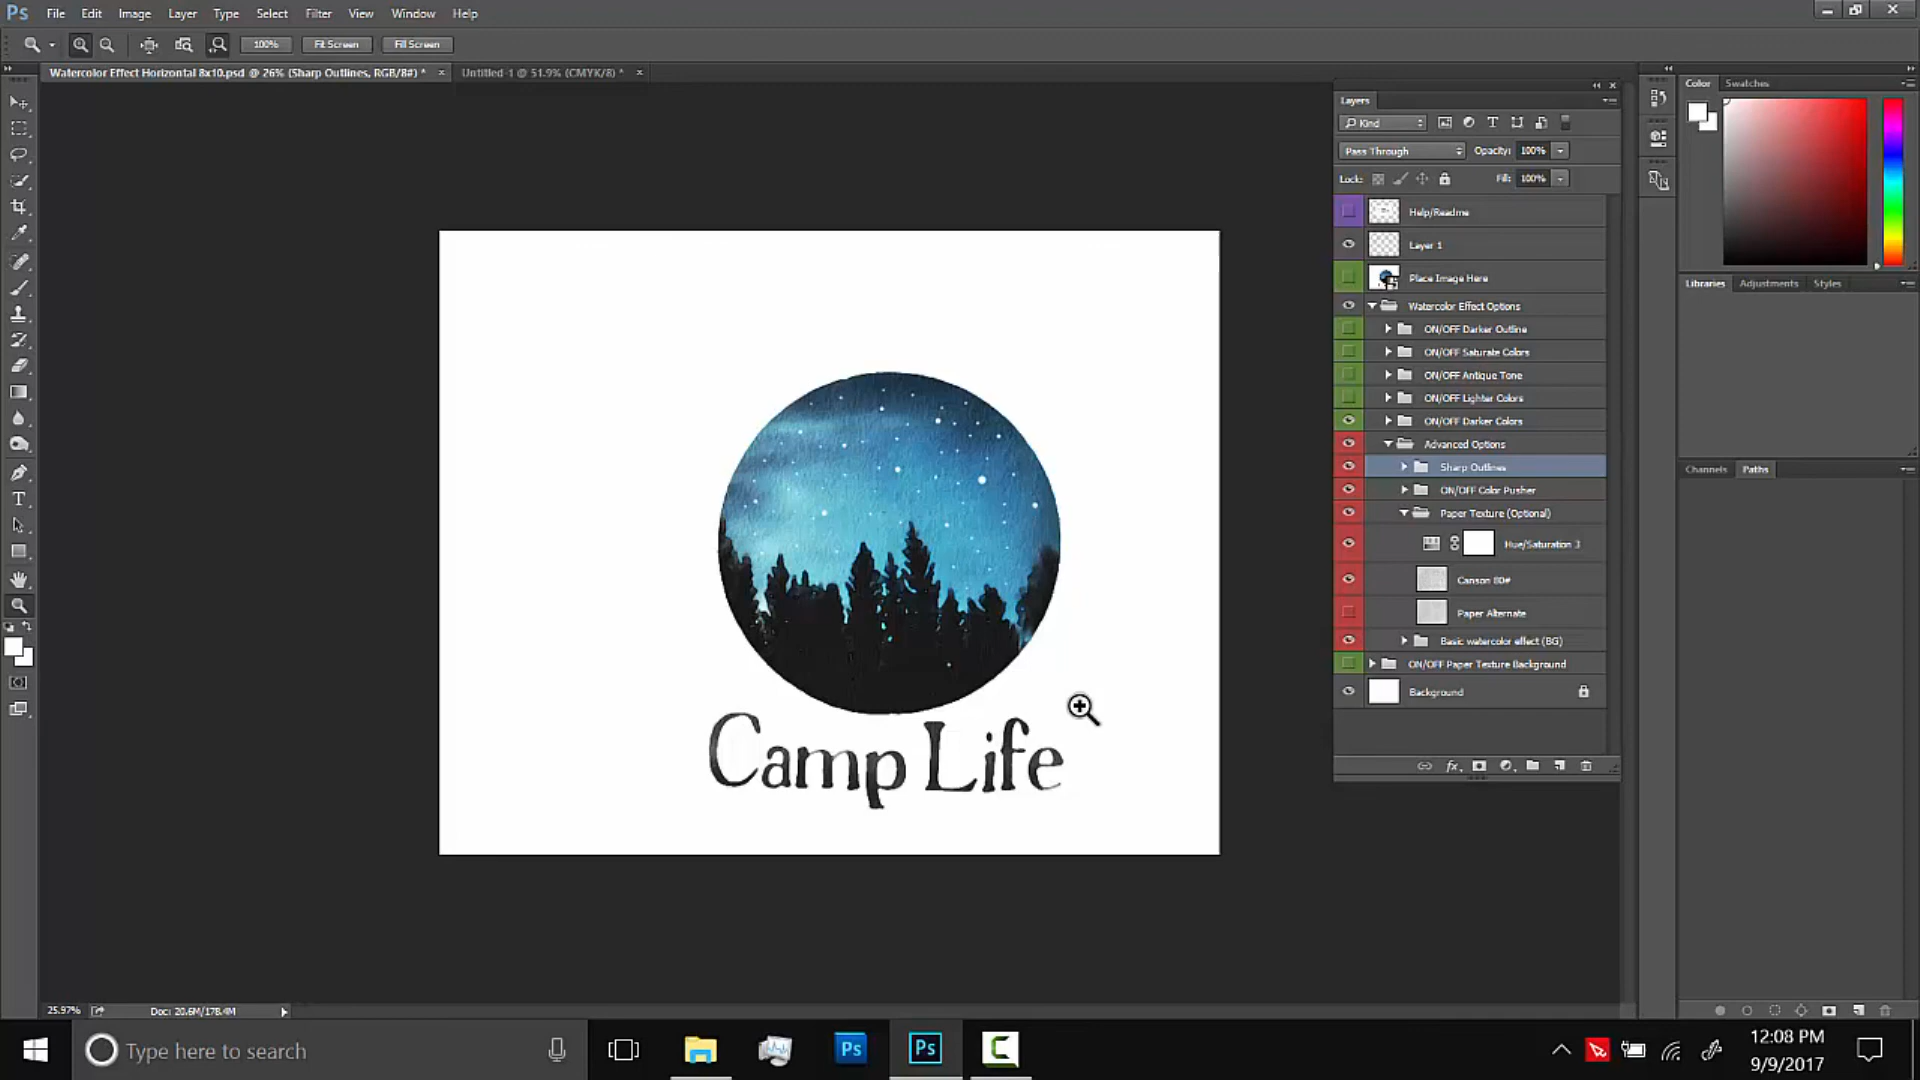 Ps File Edit Image Layer Type Select Filter View Window Help
100% Fit Screen Fill Screen
Watercolor Effect Horizontal 8x10.psd @ 26% (Sharp Outlines, RGB/8#) * × Untitled-1 @ 51.9% (CMYK/8) * ×
Layers
Kind
Pass Through Opacity: 100%
Lock: Fill: 100%
Help/Readme
Layer 1
Place Image Here
Watercolor Effect Options
ON/OFF Darker Outline
ON/OFF Saturate Colors
ON/OFF Antique Tone
ON/OFF Lighter Colors
ON/OFF Darker Colors
Advanced Options
Sharp Outlines
ON/OFF Color Pusher
Paper Texture (Optional)
Hue/Saturation 3
Canson 80#
Paper Alternate
Basic watercolor effect (BG)
ON/OFF Paper Texture Background
Background
fx
Color Swatches
Libraries Adjustments Styles
Channels Paths
Camp Life
25.97% Doc: 20.6M/178.4M
Type here to search
Ps Ps
12:08 PM
9/9/2017